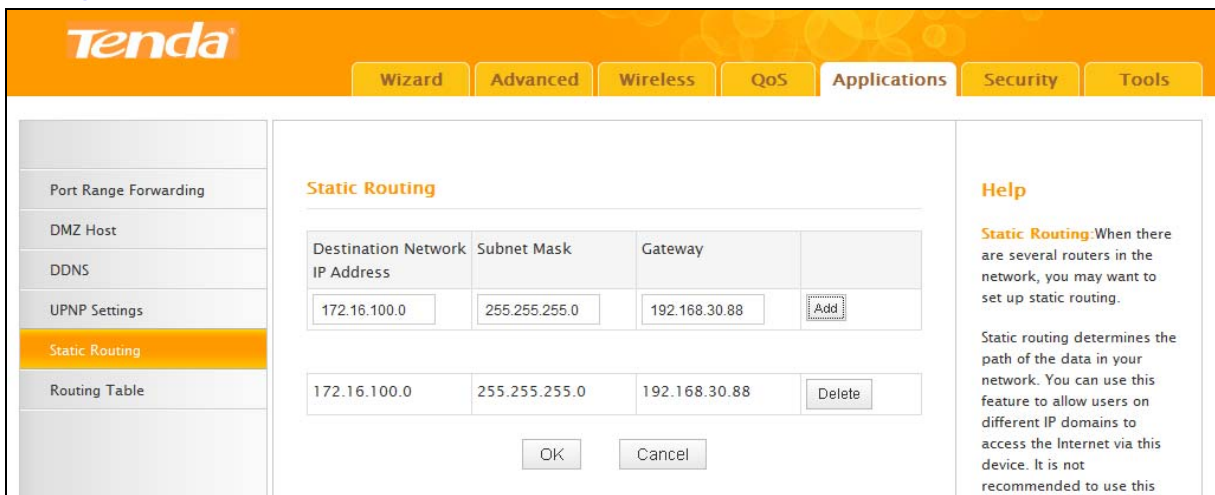 Tenda
Wizard Advanced Wireless QoS Applications Security Tools
Port Range Forwarding
DMZ Host
DDNS
UPNP Settings
Static Routing
Routing Table
Static Routing
Destination Network IP Address Subnet Mask Gateway
172.16.100.0 255.255.255.0 192.168.30.88 Add
172.16.100.0 255.255.255.0 192.168.30.88 Delete
OK Cancel
Help
Static Routing:When there
are several routers in the
network, you may want to
set up static routing.
Static routing determines the
path of the data in your
network. You can use this
feature to allow users on
different IP domains to
access the Internet via this
device. It is not
recommended to use this